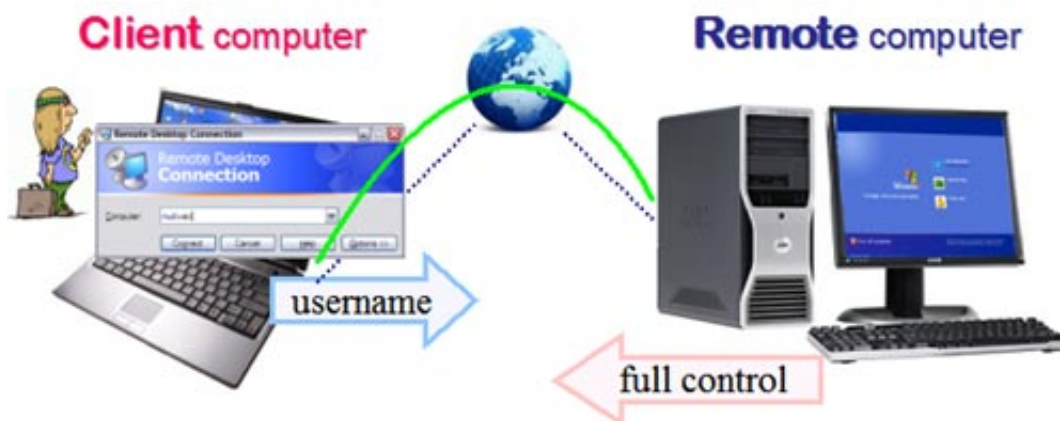 Client computer
Remote computer
Remote Desktop Connection
Remote Desktop
Connection
Computer:
Connect
Cancel
Help
Options >>
username
full control